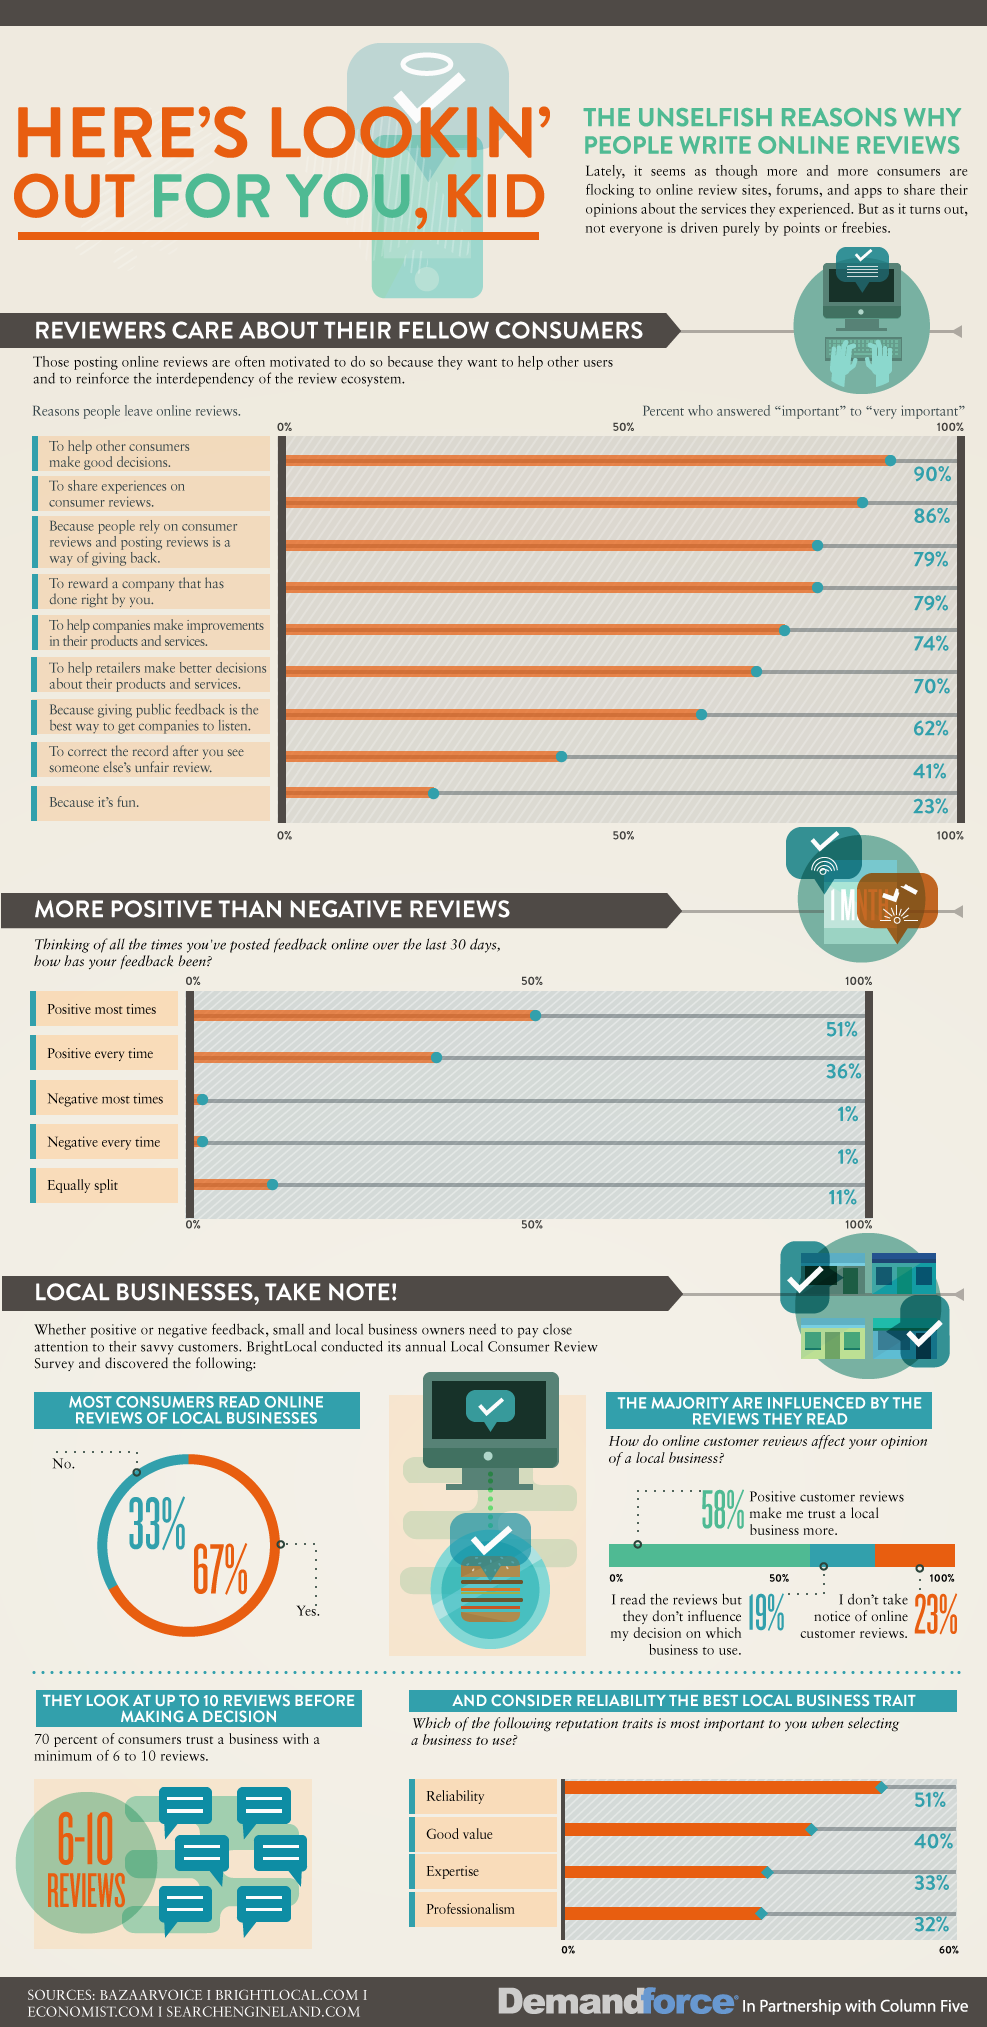 HERE'S LOOKIN'
OUT FOR YOU, KID
THE UNSELFISH REASONS WHY
PEOPLE WRITE ONLINE REVIEWS
Lately, it seems as though more and more consumers are
flocking to online review sites, forums, and apps to share their
opinions about the services they experienced. But as it turns out,
not everyone is driven purely by points or freebies.
REVIEWERS CARE ABOUT THEIR FELLOW CONSUMERS
Those posting online reviews are often motivated to do so because they want to help other users
and to reinforce the interdependency of the review ecosystem.
Reasons people leave online reviews.
Percent who answered "important" to "very important"
0%
50%
100%
To help other consumers
make good decisions.
90%
To share experiences on
consumer reviews.
86%
Because people rely on consumer
reviews and posting reviews is a
way of giving back.
79%
To reward a company that has
done right by you.
79%
To help companies make improvements
in their products and services.
74%
To help retailers make better decisions
about their products and services.
70%
Because giving public feedback is the
best way to get companies to listen.
62%
To correct the record after you see
someone else's unfair review.
41%
Because it's fun.
23%
0%
50%
100%
MORE POSITIVE THAN NEGATIVE REVIEWS
1 MNTH
Thinking of all the times you've posted feedback online over the last 30 days,
how has your feedback been?
0%
50%
100%
Positive most times
51%
Positive every time
36%
Negative most times
1%
Negative every time
1%
Equally split
11%
0%
50%
100%
LOCAL BUSINESSES, TAKE NOTE!
Whether positive or negative feedback, small and local business owners need to pay close
attention to their savvy customers. BrightLocal conducted its annual Local Consumer Review
Survey and discovered the following:
MOST CONSUMERS READ ONLINE
REVIEWS OF LOCAL BUSINESSES
No.
33%
67%
Yes.
THE MAJORITY ARE INFLUENCED BY THE
REVIEWS THEY READ
How do online customer reviews affect your opinion
of a local business?
58%
Positive customer reviews
make me trust a local
business more.
0%
50%
100%
I read the reviews but
they don't influence
my decision on which
business to use.
19%
I don't take
notice of online
customer reviews.
23%
THEY LOOK AT UP TO 10 REVIEWS BEFORE
MAKING A DECISION
70 percent of consumers trust a business with a
minimum of 6 to 10 reviews.
6-10
REVIEWS
AND CONSIDER RELIABILITY THE BEST LOCAL BUSINESS TRAIT
Which of the following reputation traits is most important to you when selecting
a business to use?
Reliability
51%
Good value
40%
Expertise
33%
Professionalism
32%
0%
60%
SOURCES: BAZAARVOICE I BRIGHTLOCAL.COM I
ECONOMIST.COM I SEARCHENGINELAND.COM
Demandforce® In Partnership with Column Five